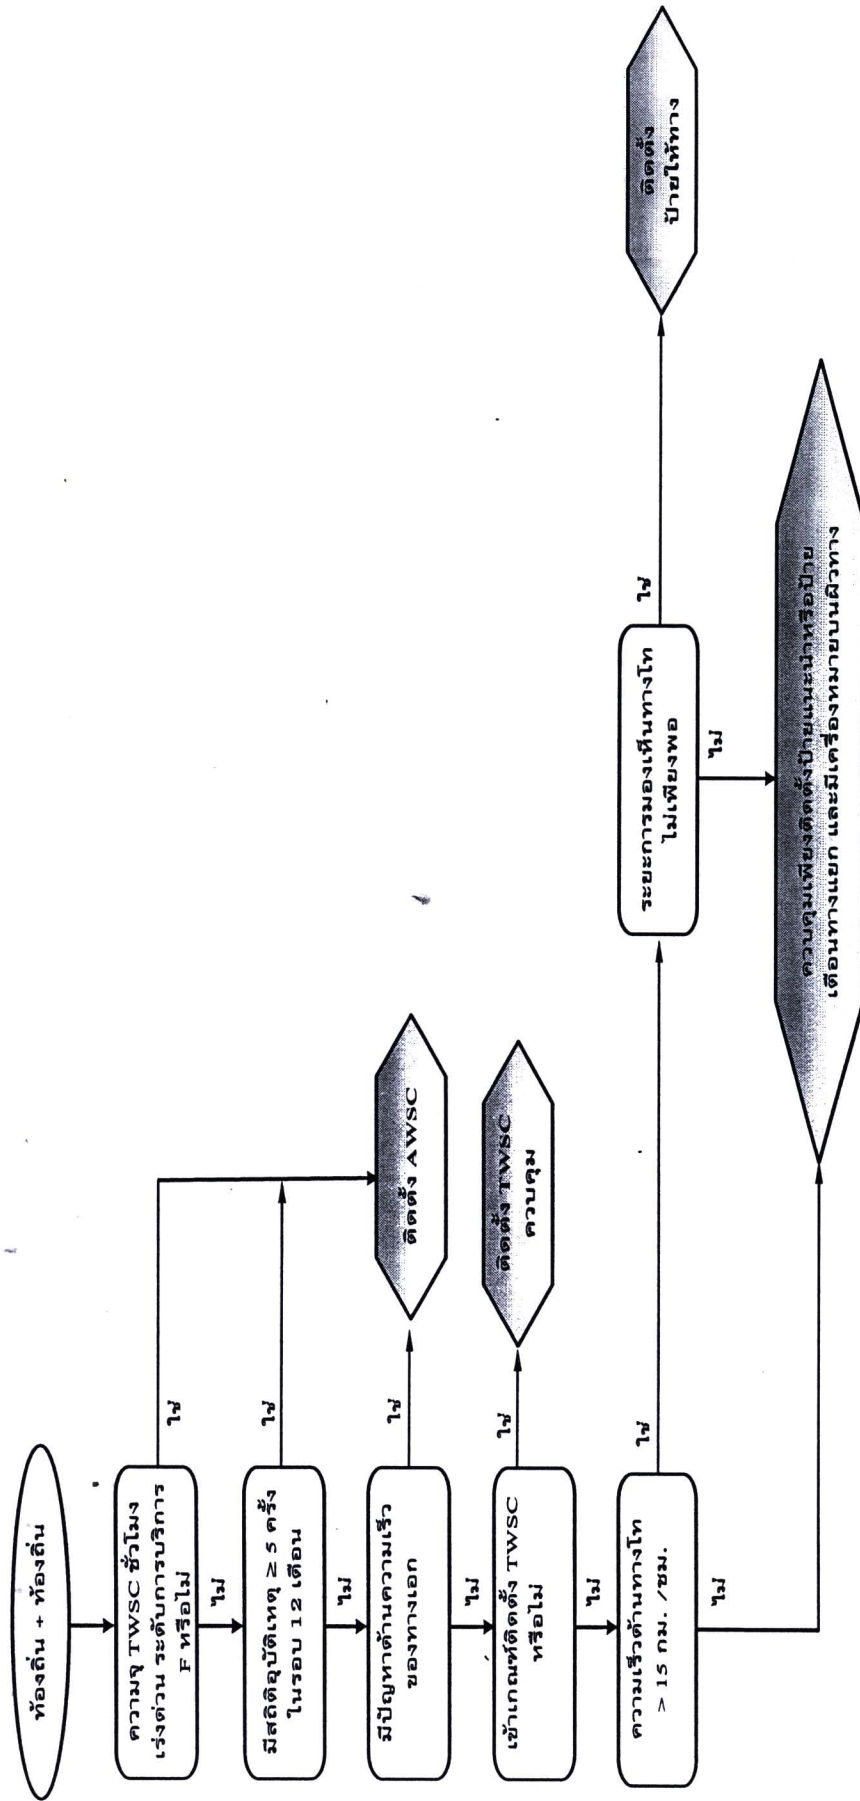 ท้องถิ่น + ท้องถิ่น
ความจุ TWSC ชั่วโมง
เร่งด่วน ระดับการบริการ
F หรือไม่
ใช่
ไม่
มีสถิติอุบัติเหตุ ≥ 5 ครั้ง
ในรอบ 12 เดือน
ใช่
ไม่
มีปัญหาด้านความเร็ว
ของทางเอก
ใช่
ติดตั้ง AWSC
ไม่
เข้าเกณฑ์ติดตั้ง TWSC
หรือไม่
ใช่
ติดตั้ง TWSC
ควบคุม
ไม่
ความเร็วด้านทางโท
> 15 กม. /ชม.
ใช่
ระยะการมองเห็นทางโท
ไม่เพียงพอ
ใช่
ติดตั้ง
ป้ายให้ทาง
ไม่
ไม่
ควบคุมเพียงติดตั้งป้ายแนะนำหรือป้าย
เตือนทางแยก และมีเครื่องหมายบนผิวทาง